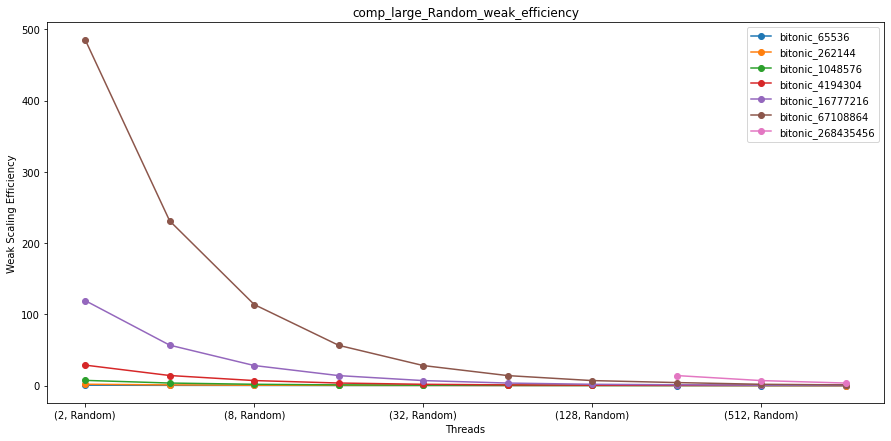 comp_large_Random_weak_efficiency
500
400
300
200
100
0
Weak Scaling Efficiency
bitonic_65536
bitonic_262144
bitonic_1048576
bitonic_4194304
bitonic_16777216
bitonic_67108864
bitonic_268435456
(2, Random)
(8, Random)
(32, Random)
(128, Random)
(512, Random)
Threads